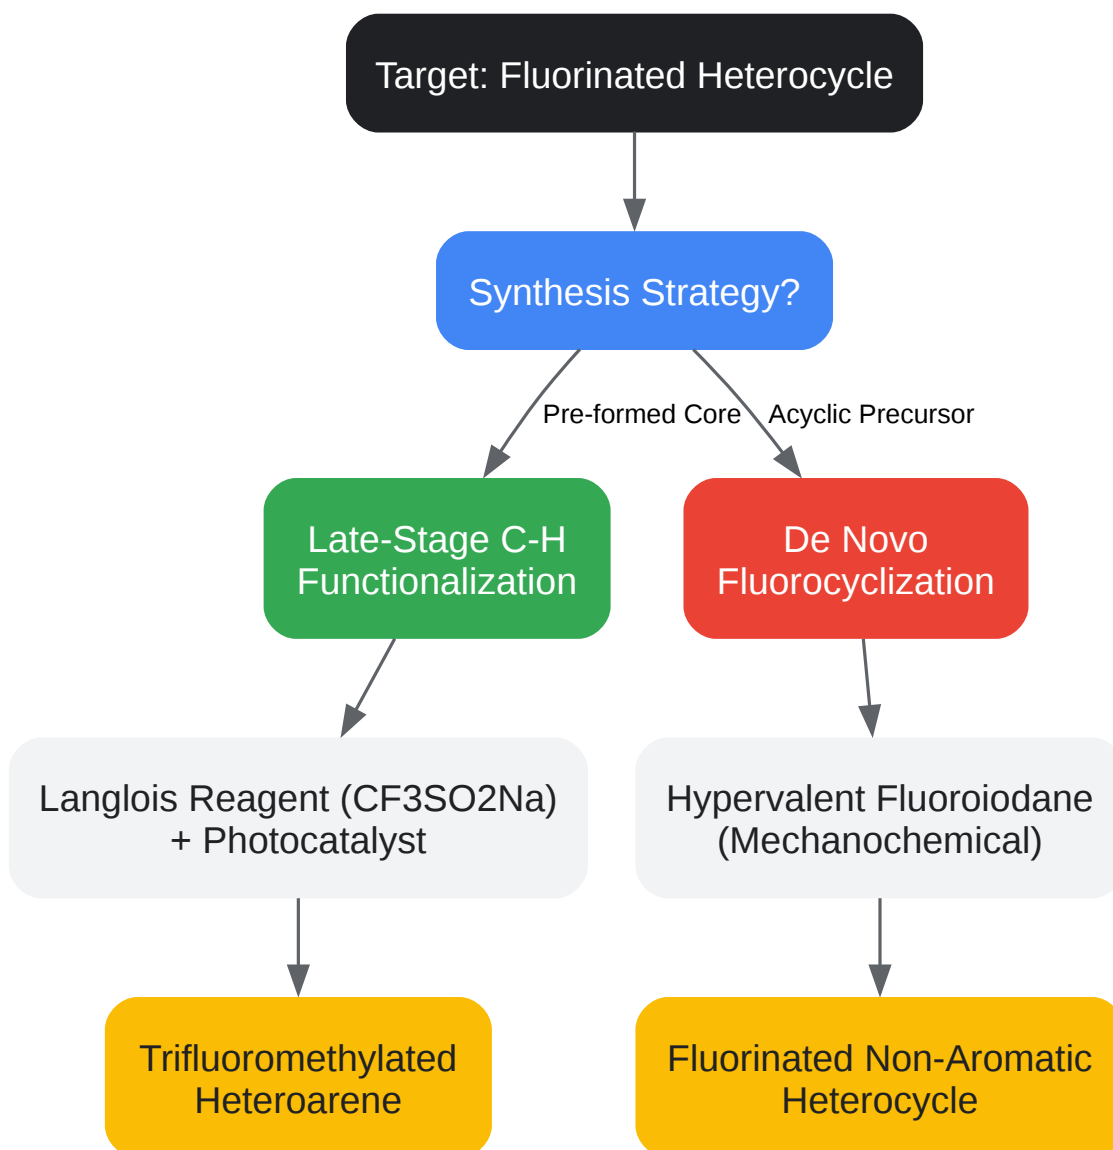 Target: Fluorinated Heterocycle
Synthesis Strategy?
Pre-formed Core
Acyclic Precursor
Late-Stage C-H
Functionalization
De Novo
Fluorocyclization
Langlois Reagent (CF3SO2Na)
+ Photocatalyst
Hypervalent Fluoroiodane
(Mechanochemical)
Trifluoromethylated
Heteroarene
Fluorinated Non-Aromatic
Heterocycle